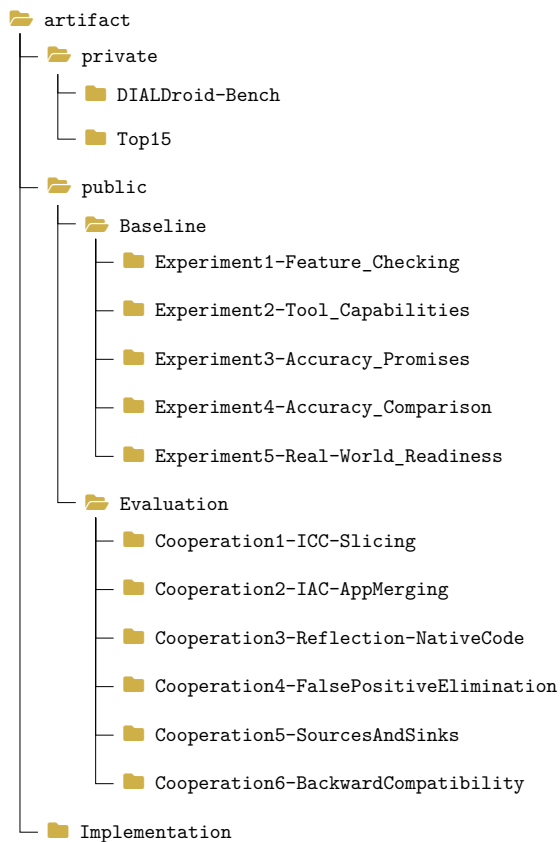 artifact
private
DIALDroid-Bench
Top15
public
Baseline
Experiment1-Feature_Checking
Experiment2-Tool_Capabilities
Experiment3-Accuracy_Promises
Experiment4-Accuracy_Comparison
Experiment5-Real-World_Readiness
Evaluation
Cooperation1-ICC-Slicing
Cooperation2-IAC-AppMerging
Cooperation3-Reflection-NativeCode
Cooperation4-FalsePositiveElimination
Cooperation5-SourcesAndSinks
Cooperation6-BackwardCompatibility
Implementation